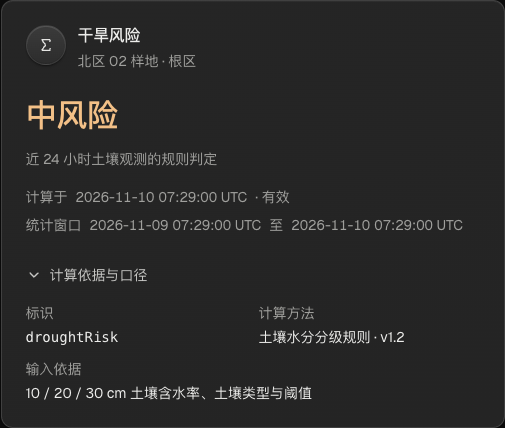 Σ
干旱风险
北区 02 样地 · 根区
中风险
近 24 小时土壤观测的规则判定
计算于 2026-11-10 07:29:00 UTC · 有效
统计窗口 2026-11-09 07:29:00 UTC 至 2026-11-10 07:29:00 UTC
计算依据与口径
标识
droughtRisk
计算方法
土壤水分分级规则 · v1.2
输入依据
10 / 20 / 30 cm 土壤含水率、土壤类型与阈值